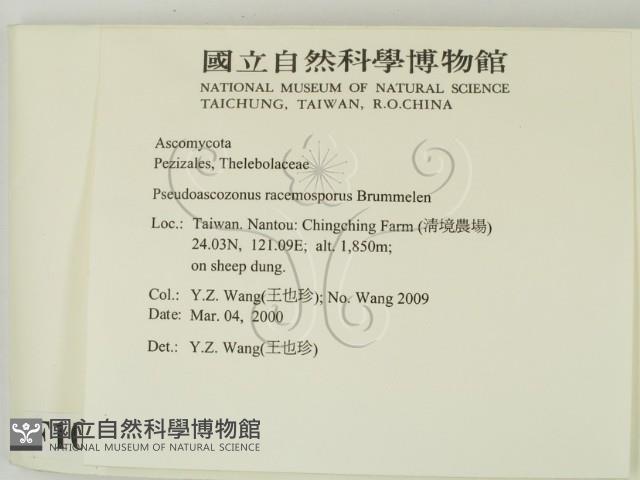 國立自然科學博物館
NATIONAL MUSEUM OF NATURAL SCIENCE
TAICHUNG, TAIWAN, R.O.CHINA
Ascomycota
Pezizales, Thelebolaceae
Pseudoascozonus racemosporus Brummelen
Loc.: Taiwan. Nantou: Chingching Farm (清境農場)
24.03N, 121.09E; alt. 1,850m;
on sheep dung.
Col.: Y.Z. Wang(王也珍); No. Wang 2009
Date: Mar. 04, 2000
Det.: Y.Z. Wang(王也珍)
國立自然科學博物館
NATIONAL MUSEUM OF NATURAL SCIENCE